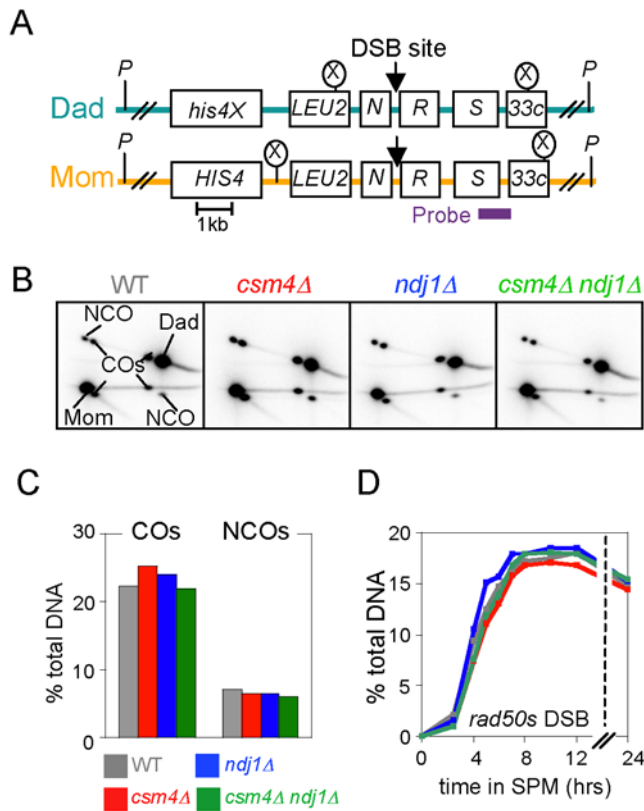 A
DSB site
P X X P
Dad his4X LEU2 N R S 33c
P X X P
Mom HIS4 LEU2 N R S 33c
1kb
Probe
B
WT csm4Δ ndj1Δ csm4Δ ndj1Δ
NCO
Dad
COs
Mom
NCO
C
COs NCOs
% total DNA
30
20
10
0
WT ndj1Δ
csm4Δ csm4Δ ndj1Δ
D
% total DNA
20
15
10
5
0
rad50s DSB
0 4 8 12 24
time in SPM (hrs)